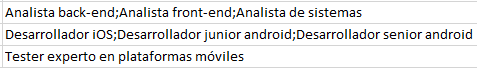 Analista back-end;Analista front-end;Analista de sistemas
Desarrollador iOS;Desarrollador junior android;Desarrollador senior android
Tester experto en plataformas móviles